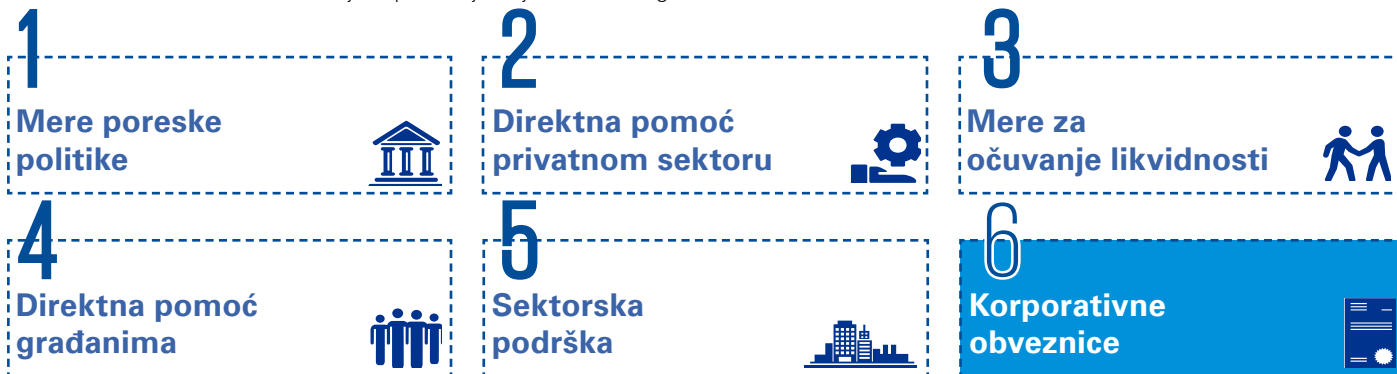 1
Mere poreske
politike
2
Direktna pomoć
privatnom sektoru
3
Mere za
očuvanje likvidnosti
4
Direktna pomoć
građanima
5
Sektorska
podrška
6
Korporativne
obveznice